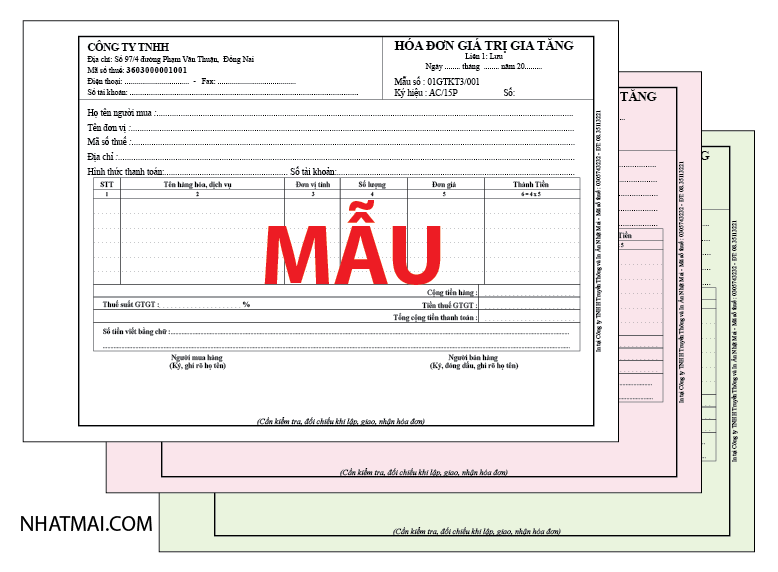 CÔNG TY TNHH
Địa chỉ: Số 97/4 đường Phạm Văn Thuận, Đồng Nai
Mã số thuế: 3603000001001
Điện thoại: .............................. - Fax: ....................................
Số tài khoản: ..........................................................................................................
HÓA ĐƠN GIÁ TRỊ GIA TĂNG
Liên 1: Lưu
Ngày ........ tháng ........ năm 20........
Mẫu số : 01GTKT3/001
Ký hiệu : AC/15P Số:
Họ tên người mua :..........................................................................................
Tên đơn vị :..........................................................................................
Mã số thuế :..........................................................................................
Địa chỉ :..........................................................................................
Hình thức thanh toán:.......................................... Số tài khoản:..........................................
STT Tên hàng hóa, dịch vụ Đơn vị tính Số lượng Đơn giá Thành Tiền
1 2 3 4 5 6 = 4 x 5
MẪU
Cộng tiền hàng :
Thuế suất GTGT : .............................. % Tiền thuế GTGT :
Tổng cộng tiền thanh toán :
Số tiền viết bằng chữ :..........................................................................................
Người mua hàng Người bán hàng
(Ký, ghi rõ họ tên) (Ký, đóng dấu, ghi rõ họ tên)
(Cần kiểm tra, đối chiếu khi lập, giao, nhận hóa đơn)
In tại Công ty TNHH Truyền Thông và In Ấn Nhật Mai - Mã số thuế : 0305742232 - ĐT: 08.35113221
TĂNG
Tiền
5
In tại Công ty TNHH Truyền Thông và In Ấn Nhật Mai - Mã số thuế : 0305742232 - ĐT: 08.35113221
(Cần kiểm tra, đối chiếu khi lập, giao, nhận hóa đơn)
G
In tại Công ty TNHH Truyền Thông và In Ấn Nhật Mai - Mã số thuế : 0305742232 - ĐT: 08.35113221
(Cần kiểm tra, đối chiếu khi lập, giao, nhận hóa đơn)
NHATMAI.COM